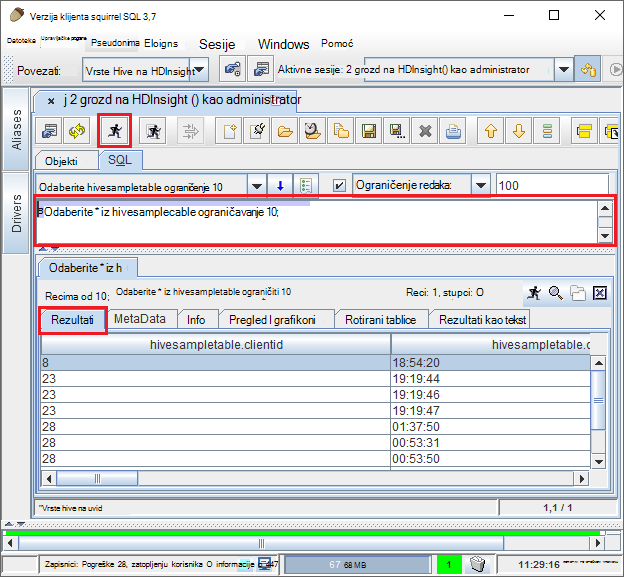 Verzija klijenta squirrel SQL 3,7
Datoteka Upravljačke programe Pseudonima Eloigns Sesije Windows Pomoć
Povezati: Vrste Hive na HDInsight Aktivne sesije: 2 grozd na HDInsight() kao administrator
× j 2 grozd na HDInsight () kao administrator
Aliases
Drivers
Objekti SQL
Odaberite hivesampletable ograničenje 10 Ograničenje redaka: 100
Odaberite * iz hivesamplecable ograničavanje 10;
Odaberite * iz h
Recima od 10; Odaberite * iz hivesampletable ograničiti 10 Reci: 1, stupci: O
Rezultati MetaData Info Pregled I grafikoni Rotirani tablice Rezultati kao tekst
hivesampletable.clientid hivesampletable.
8 18:54:20
23 19:19:44
23 19:19:46
23 19:19:47
28 01:37:50
28 00:53:31
28 00:53:50
"Vrste hive na uvid 1,1 / 1
Zapisnici: Pogreške 28, zatopljenju korisnika O informacije 67 68 MB 1 11:29:16